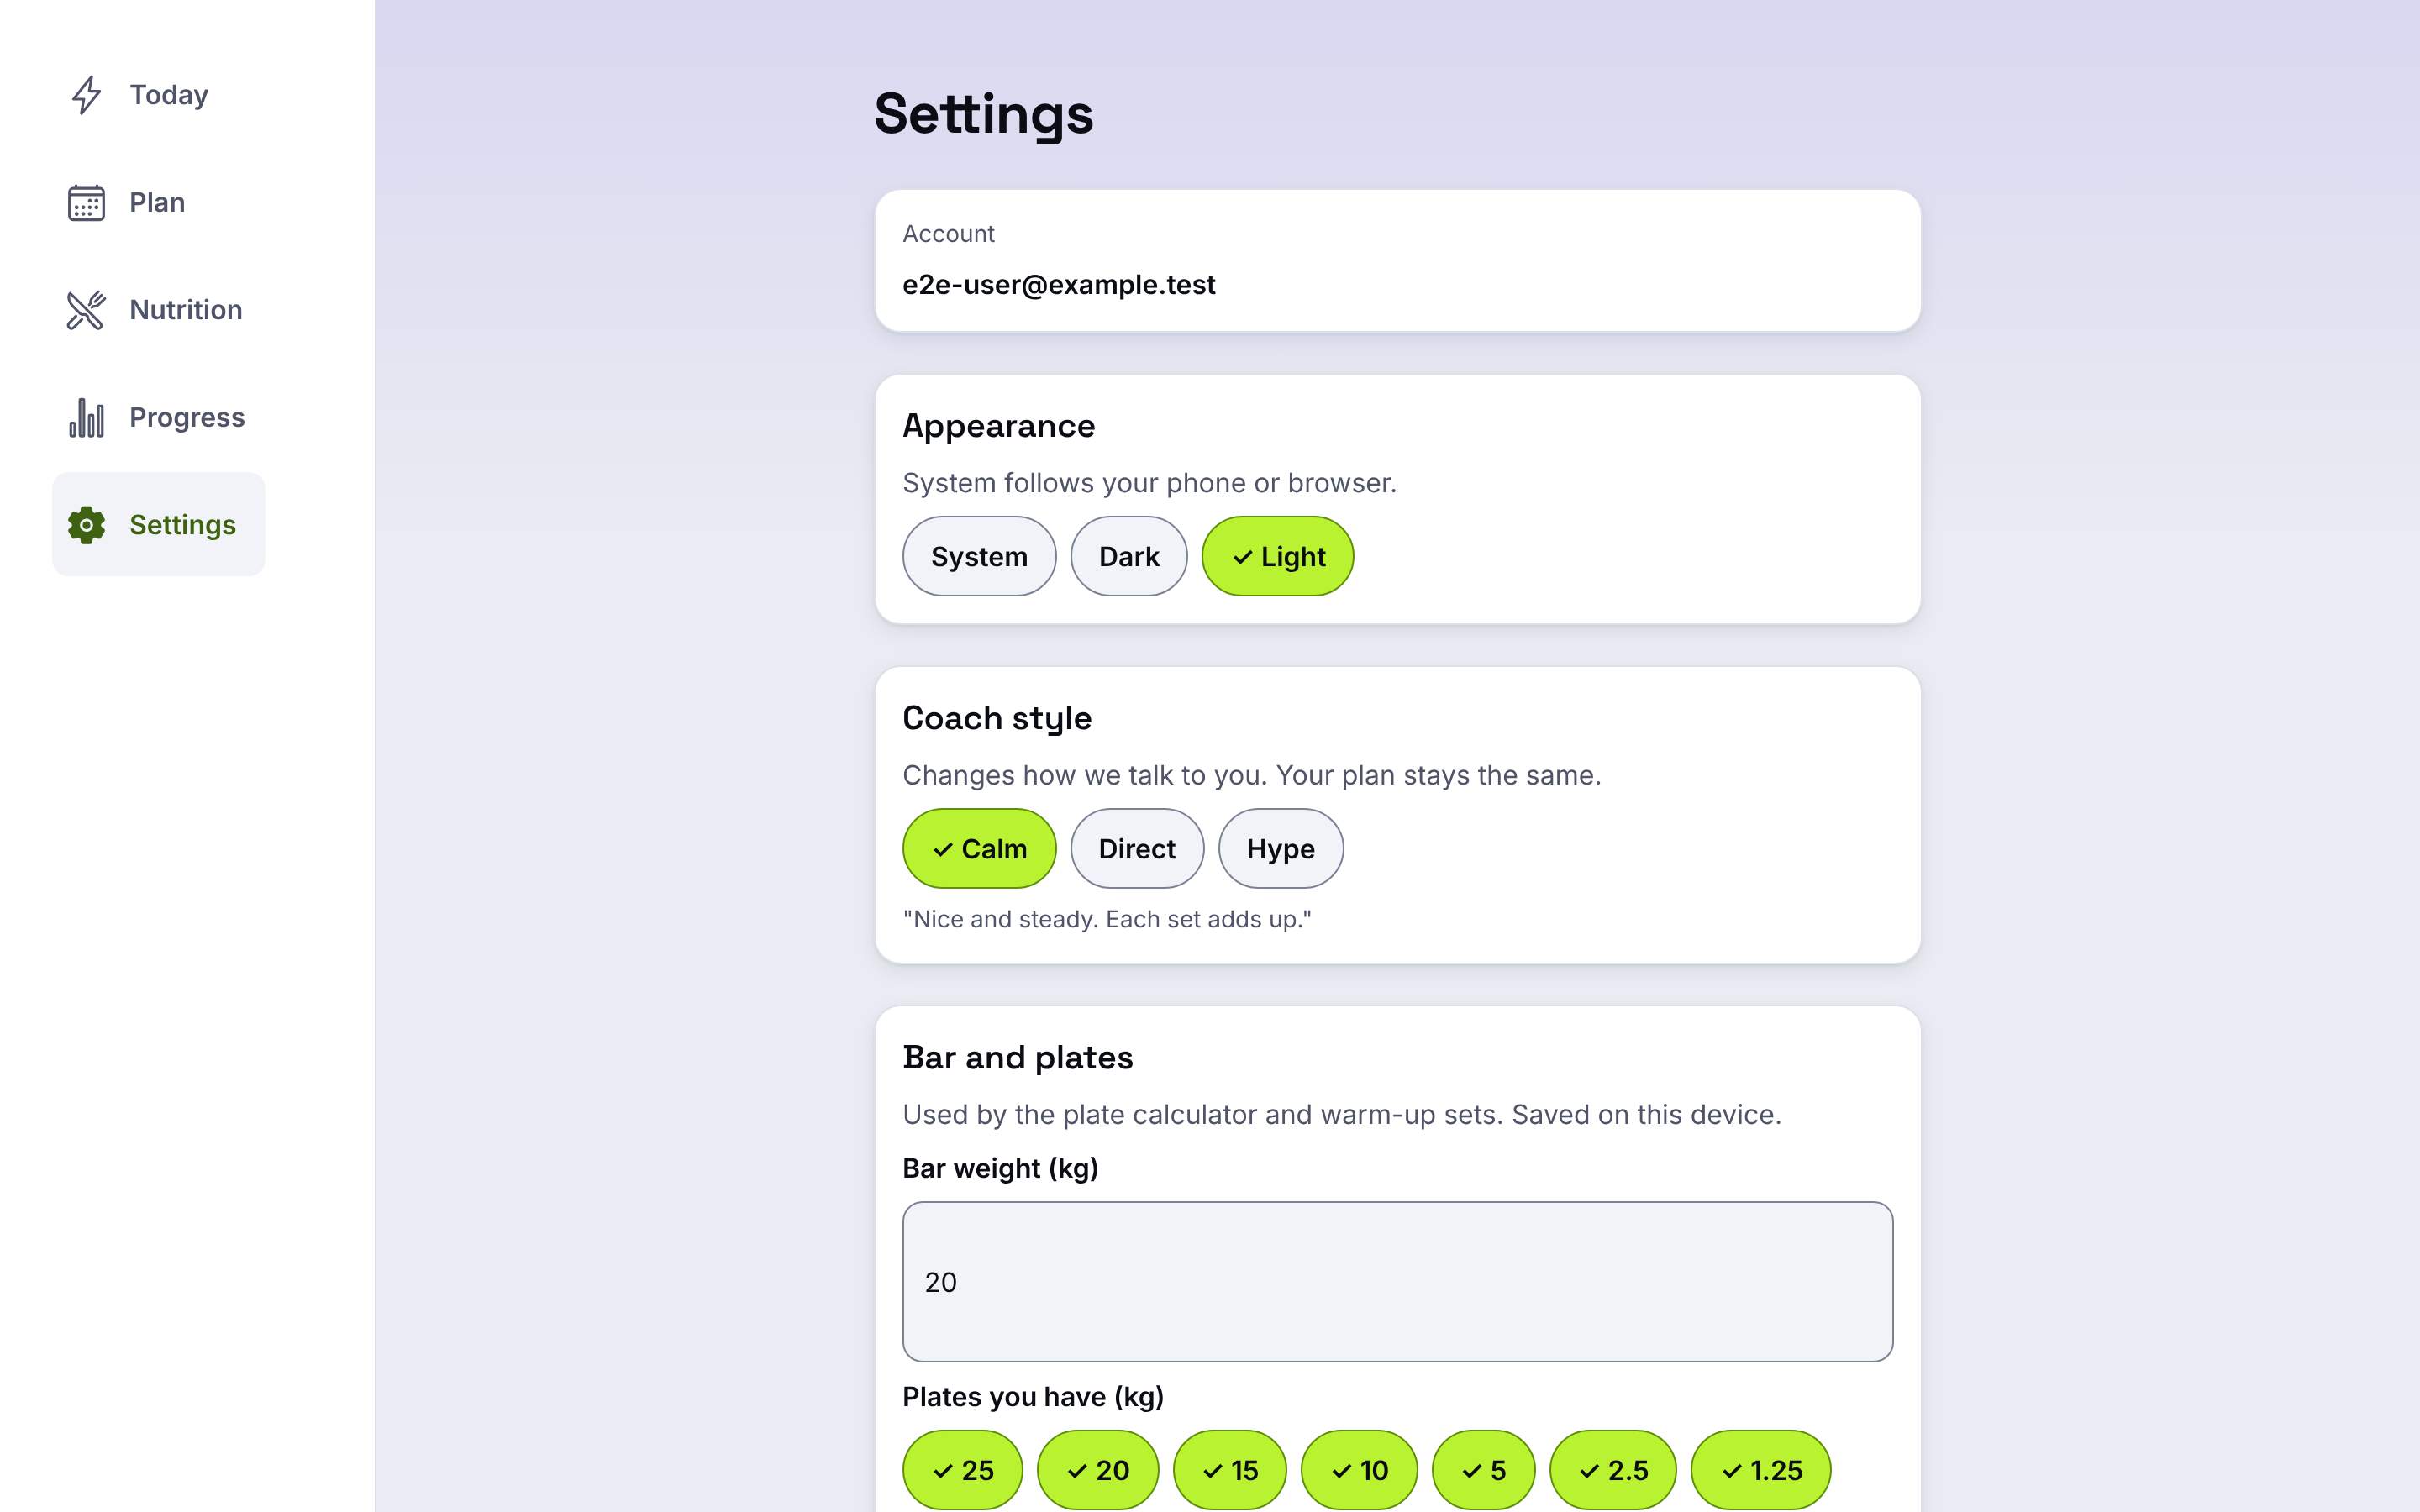 Today
Plan
Nutrition
Progress
Settings
Settings
Account
e2e-user@example.test
Appearance
System follows your phone or browser.
System
Dark
Light
Coach style
Changes how we talk to you. Your plan stays the same.
Calm
Direct
Hype
"Nice and steady. Each set adds up."
Bar and plates
Used by the plate calculator and warm-up sets. Saved on this device.
Bar weight (kg)
20
Plates you have (kg)
25
20
15
10
5
2.5
1.25